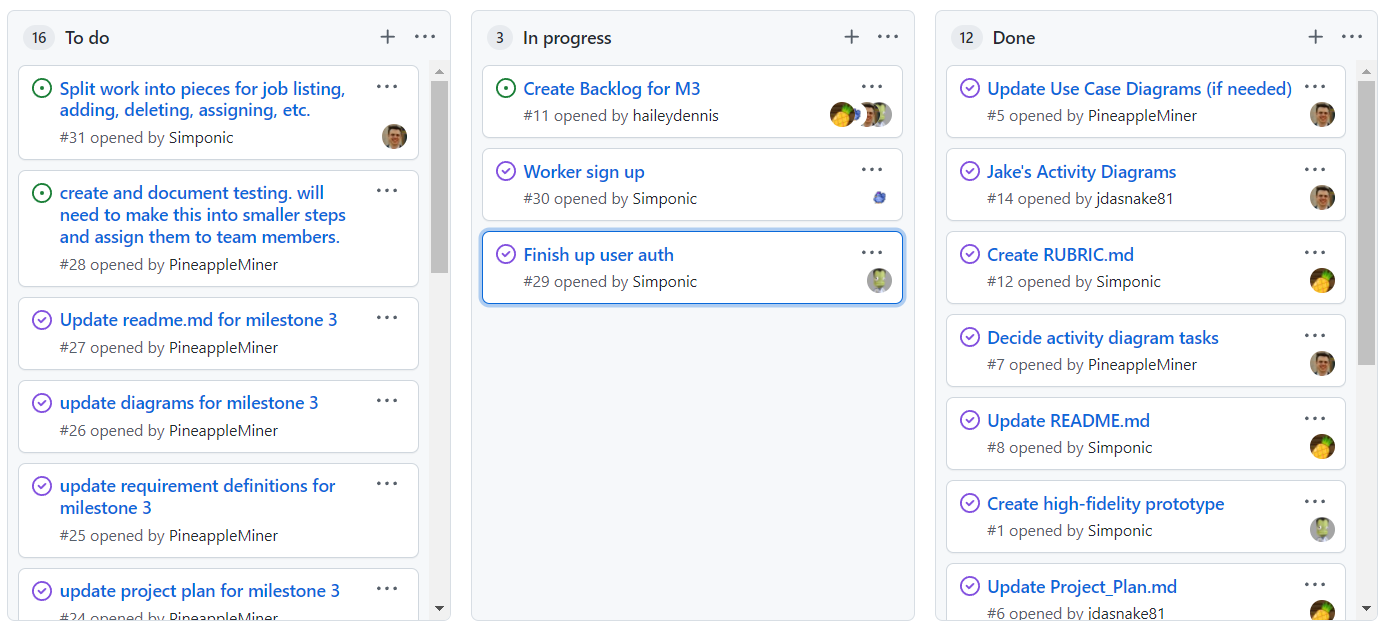 16 To do
Split work into pieces for job listing,
adding, deleting, assigning, etc.
#31 opened by Simponic
create and document testing. will
need to make this into smaller steps
and assign them to team members.
#28 opened by PineappleMiner
Update readme.md for milestone 3
#27 opened by PineappleMiner
update diagrams for milestone 3
#26 opened by PineappleMiner
update requirement definitions for
milestone 3
#25 opened by PineappleMiner
update project plan for milestone 3
#24 opened by PineappleMiner
3 In progress
Create Backlog for M3
#11 opened by haileydennis
Worker sign up
#30 opened by Simponic
Finish up user auth
#29 opened by Simponic
12 Done
Update Use Case Diagrams (if needed)
#5 opened by PineappleMiner
Jake's Activity Diagrams
#14 opened by jdasnake81
Create RUBRIC.md
#12 opened by Simponic
Decide activity diagram tasks
#7 opened by PineappleMiner
Update README.md
#8 opened by Simponic
Create high-fidelity prototype
#1 opened by Simponic
Update Project_Plan.md
#6 opened by jdasnake81